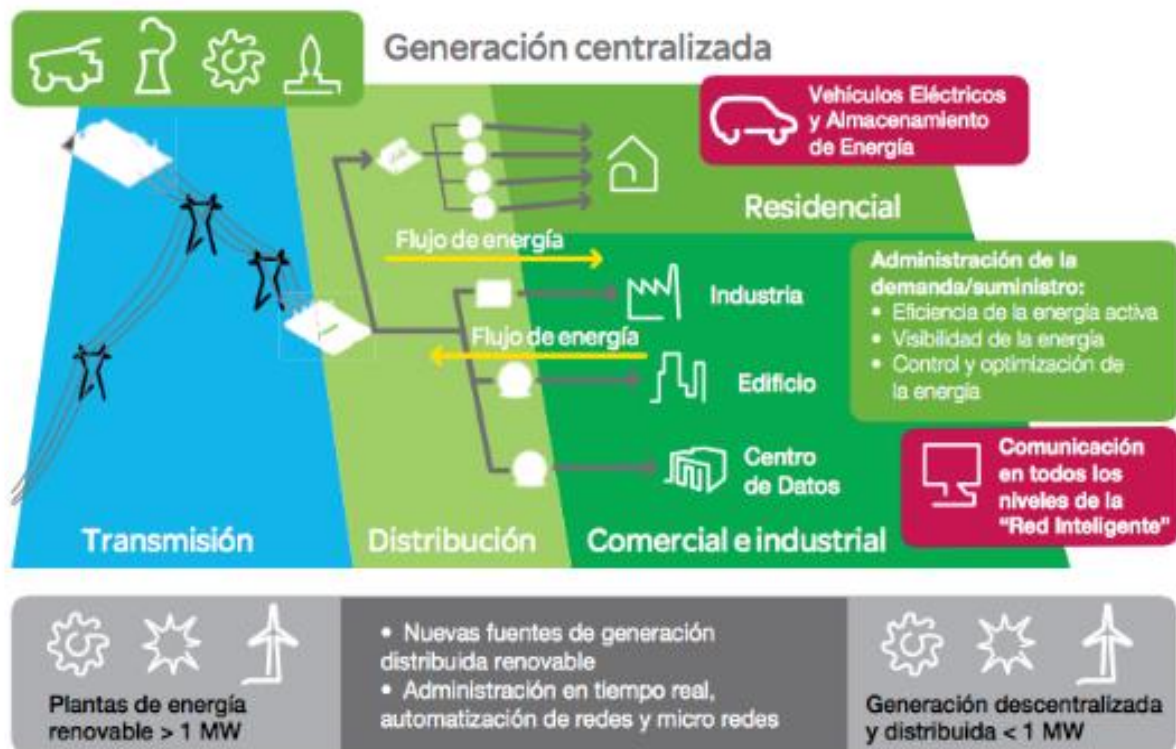 Generación centralizada
Vehículos Eléctricos
y Almacenamiento
de Energía
Residencial
Flujo de energía
Administración de la
demanda/suministro:
• Eficiencia de la energía activa
• Visibilidad de la energía
• Control y optimización de
la energía
Industria
Flujo de energía
Edificio
Centro
de Datos
Comunicación
en todos los
niveles de la
"Red Inteligente"
Transmisión
Distribución
Comercial e industrial
Plantas de energía
renovable > 1 MW
• Nuevas fuentes de generación
distribuida renovable
• Administración en tiempo real,
automatización de redes y micro redes
Generación descentralizada
y distribuida < 1 MW